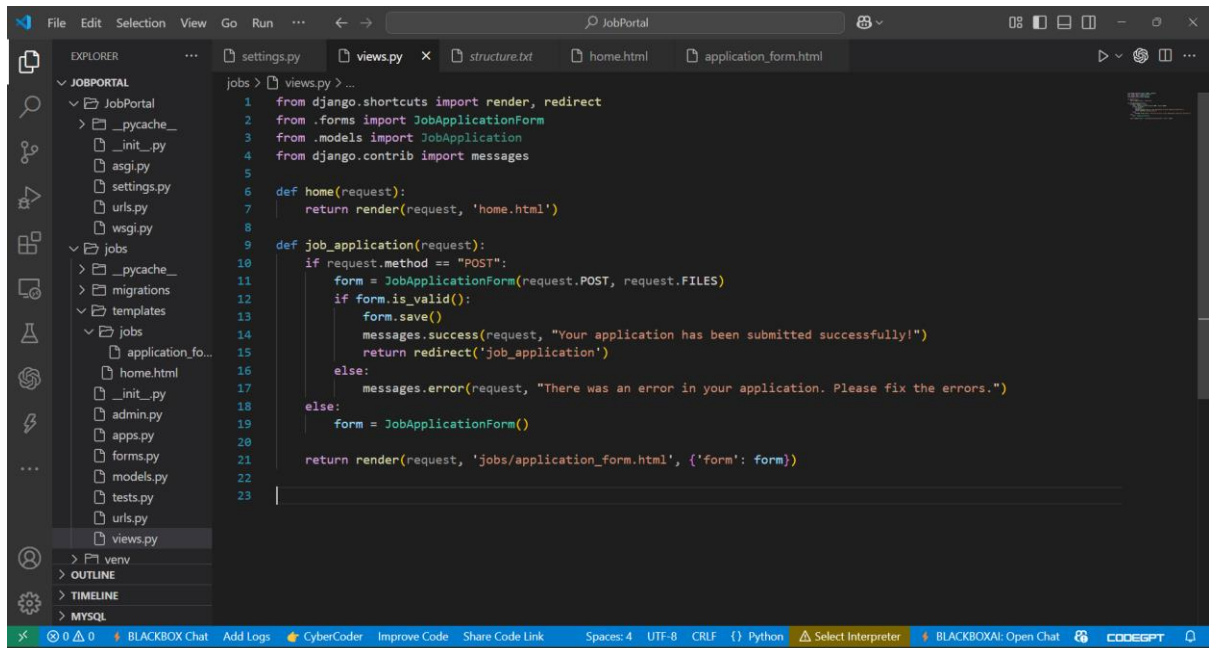 File Edit Selection View Go Run ··· JobPortal
EXPLORER ···
JOBPORTAL
JobPortal
__pycache_
_init_.py
asgi.py
settings.py
urls.py
wsgi.py
jobs
__pycache_
migrations
templates
jobs
application_fo...
home.html
__init_.py
admin.py
apps.py
forms.py
models.py
tests.py
urls.py
views.py
venv
OUTLINE
TIMELINE
MYSQL
settings.py views.py structure.txt home.html application_form.html
jobs > views.py > ...
1 from django.shortcuts import render, redirect
2 from .forms import JobApplicationForm
3 from .models import JobApplication
4 from django.contrib import messages
5
6 def home(request):
7 return render(request, 'home.html')
8
9 def job_application(request):
10 if request.method == "POST":
11 form = JobApplicationForm(request.POST, request.FILES)
12 if form.is_valid():
13 form.save()
14 messages.success(request, "Your application has been submitted successfully!")
15 return redirect('job_application')
16 else:
17 messages.error(request, "There was an error in your application. Please fix the errors.")
18 else:
19 form = JobApplicationForm()
20
21 return render(request, 'jobs/application_form.html', {'form': form})
22
23
0 0 BLACKBOX Chat Add Logs CyberCoder Improve Code Share Code Link Spaces: 4 UTF-8 CRLF {} Python Select Interpreter BLACKBOXAI: Open Chat CODEGPT